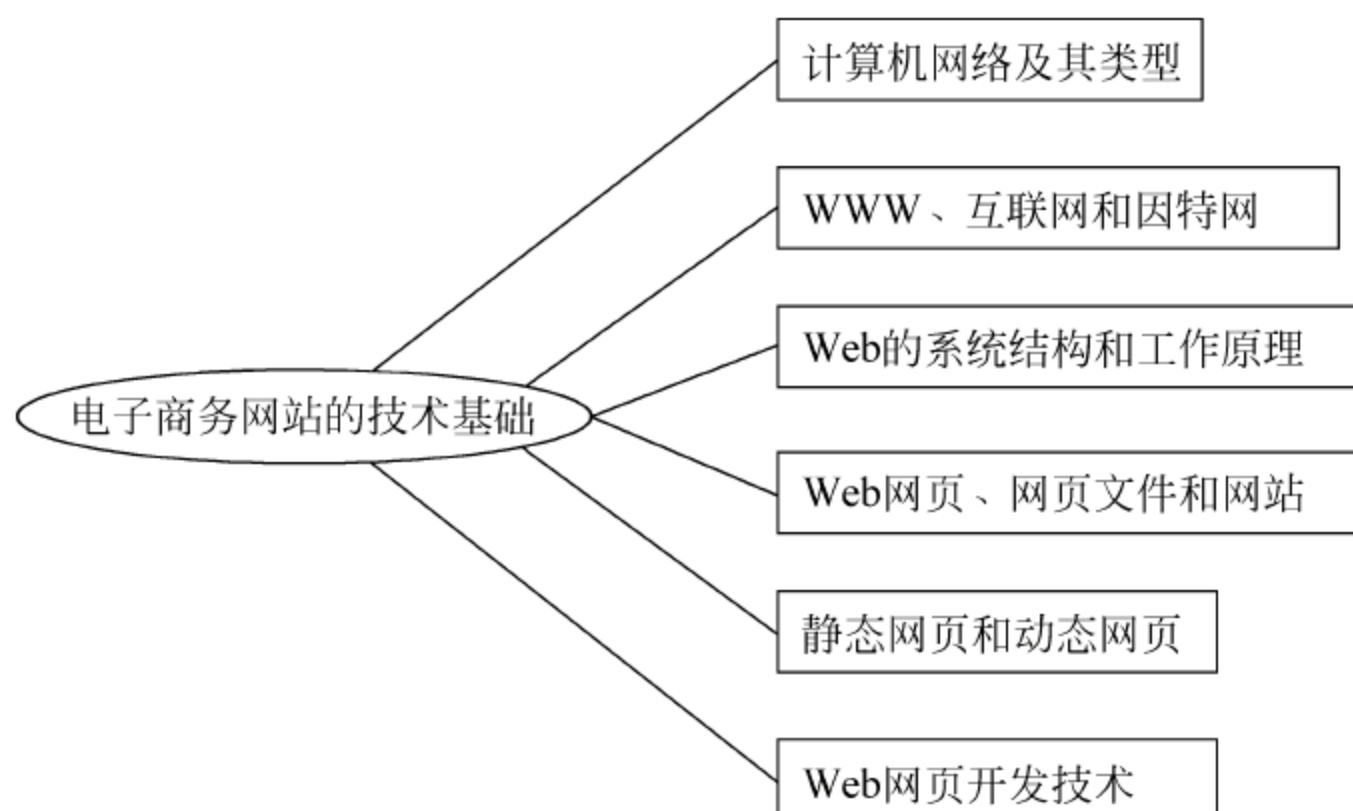 计算机网络及其类型
WWW、互联网和因特网
Web的系统结构和工作原理
电子商务网站的技术基础
Web网页、网页文件和网站
静态网页和动态网页
Web网页开发技术